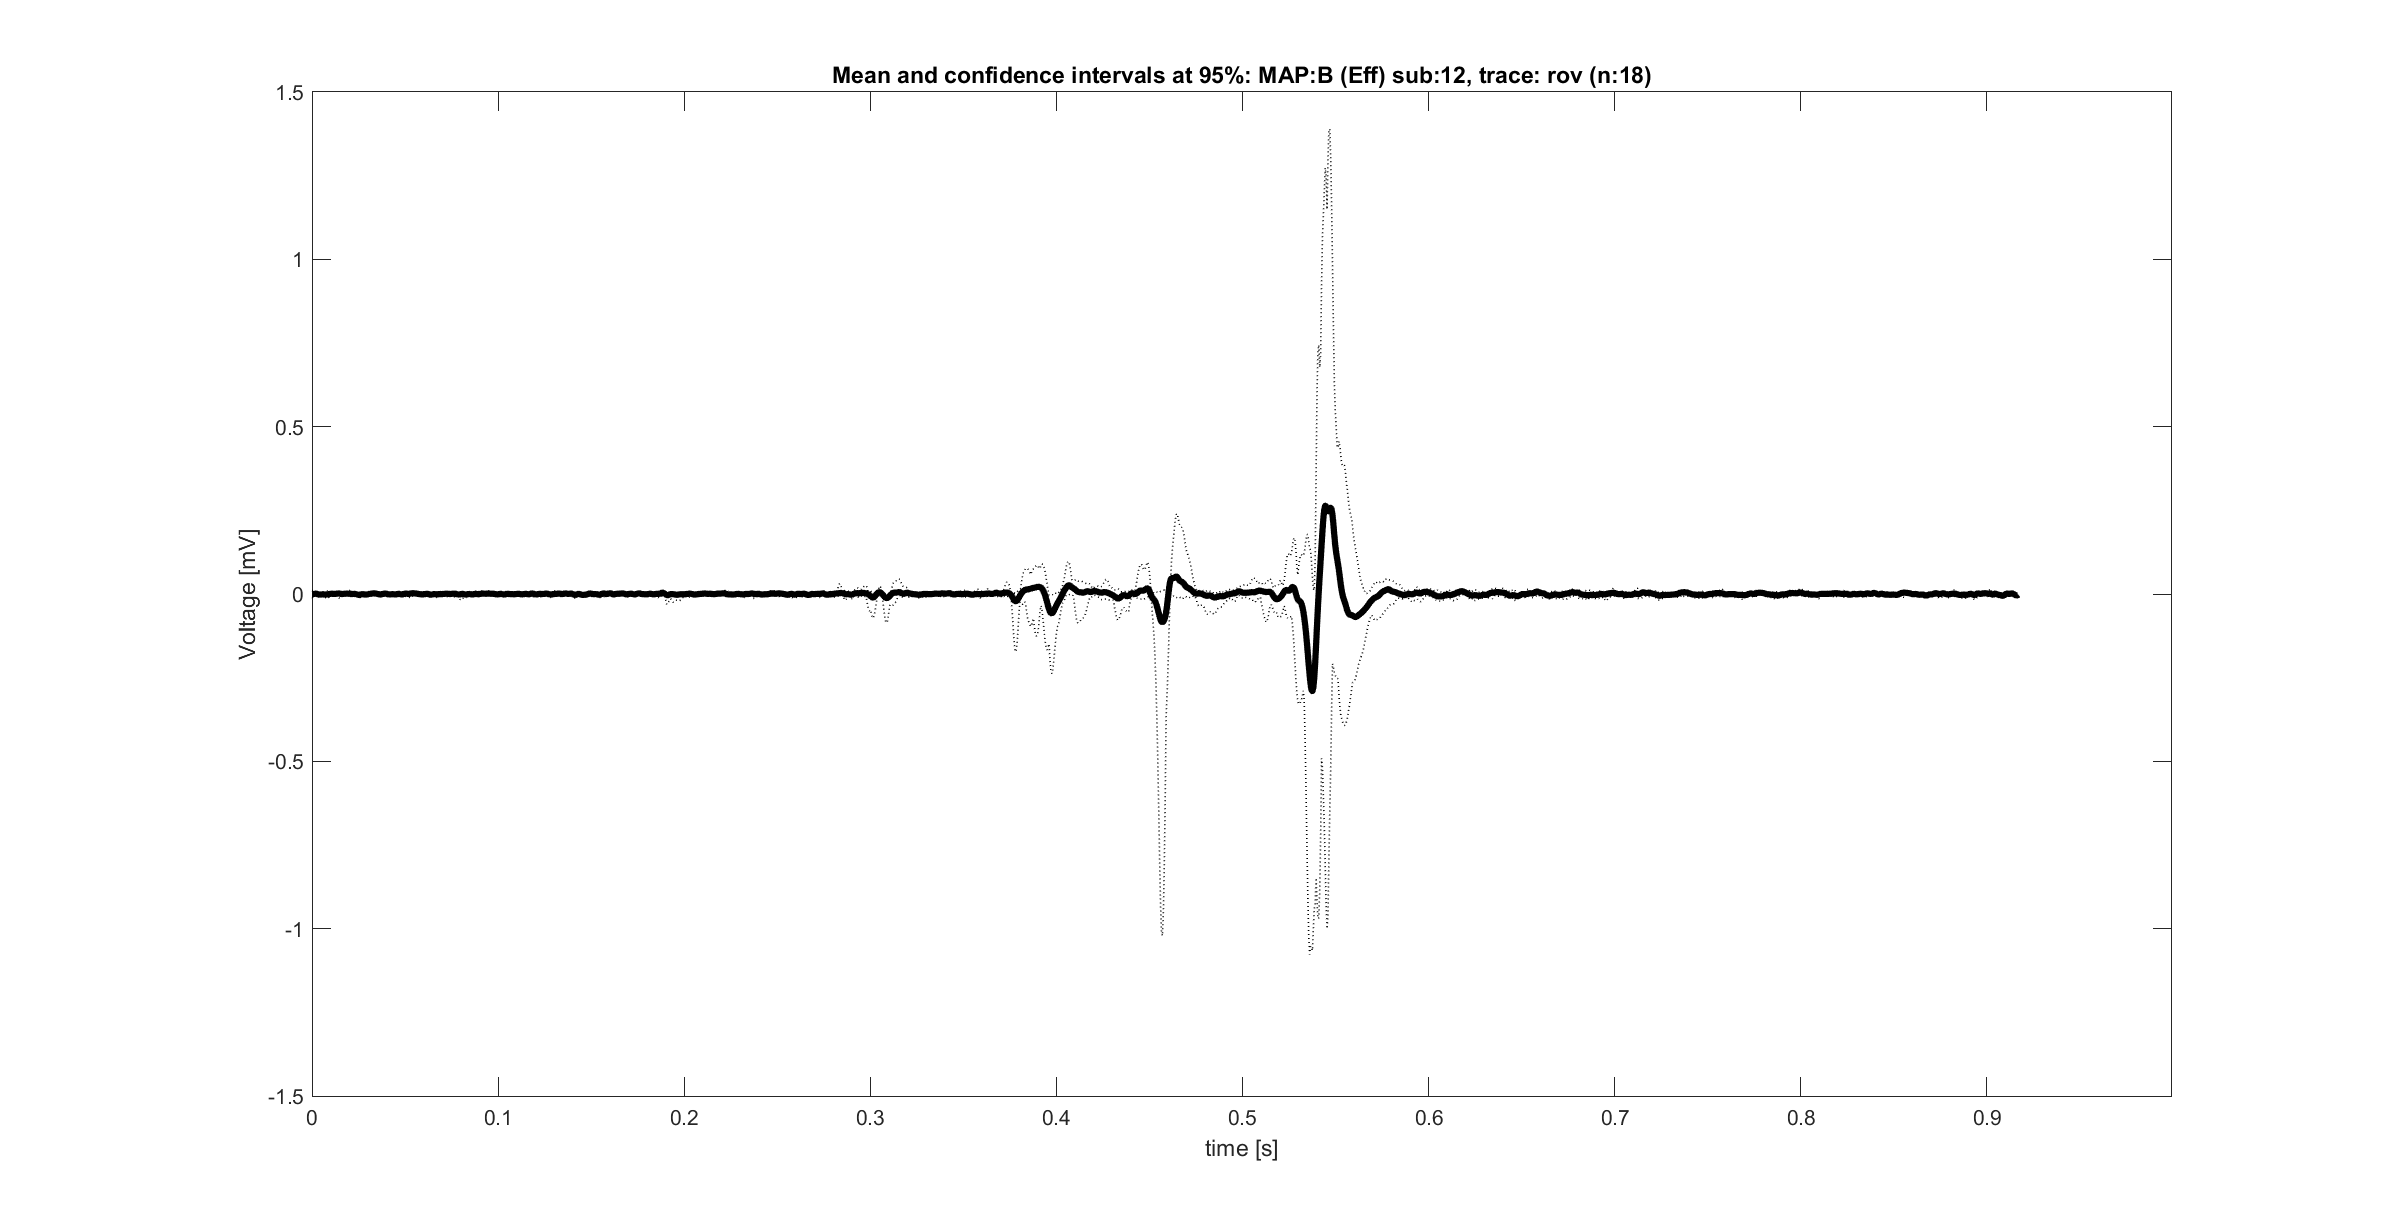 Mean and confidence intervals at 95%: MAP:B (Eff) sub:12, trace: rov (n:18)
1.5
1
0.5
0
-0.5
-1
-1.5
Voltage [mV]
0 0.1 0.2 0.3 0.4 0.5 0.6 0.7 0.8 0.9
time [s]